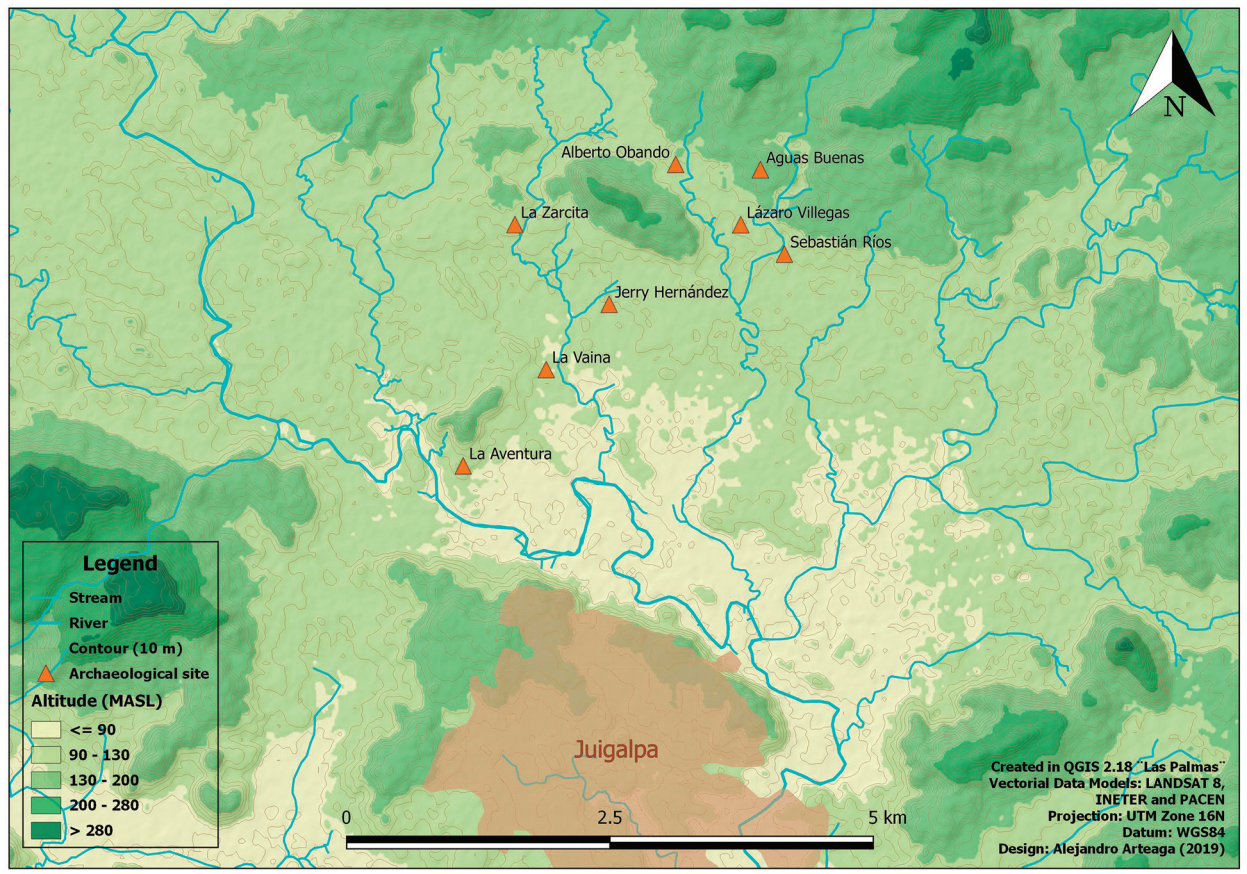 N
Alberto Obando
Aguas Buenas
La Zarcita
Lázaro Villegas
Sebastián Ríos
Jerry Hernández
La Vaina
La Aventura
Legend
Stream
River
Contour (10 m)
Archaeological site
Altitude (MASL)
<= 90
90 - 130
130 - 200
200 - 280
> 280
Juigalpa
0 2.5 5 km
Created in QGIS 2.18 ¨Las Palmas¨
Vectorial Data Models: LANDSAT 8,
INETER and PACEN
Projection: UTM Zone 16N
Datum: WGS84
Design: Alejandro Arteaga (2019)